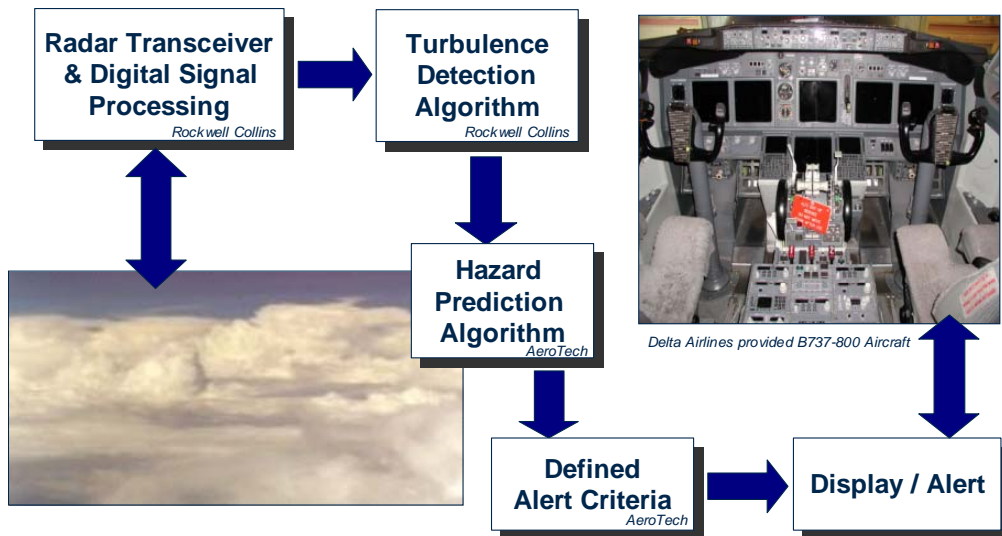 Radar Transceiver
& Digital Signal
Processing
Rockwell Collins
Turbulence
Detection
Algorithm
Rockwell Collins
Hazard
Prediction
Algorithm
AeroTech
Delta Airlines provided B737-800 Aircraft
Defined
Alert Criteria
AeroTech
Display / Alert